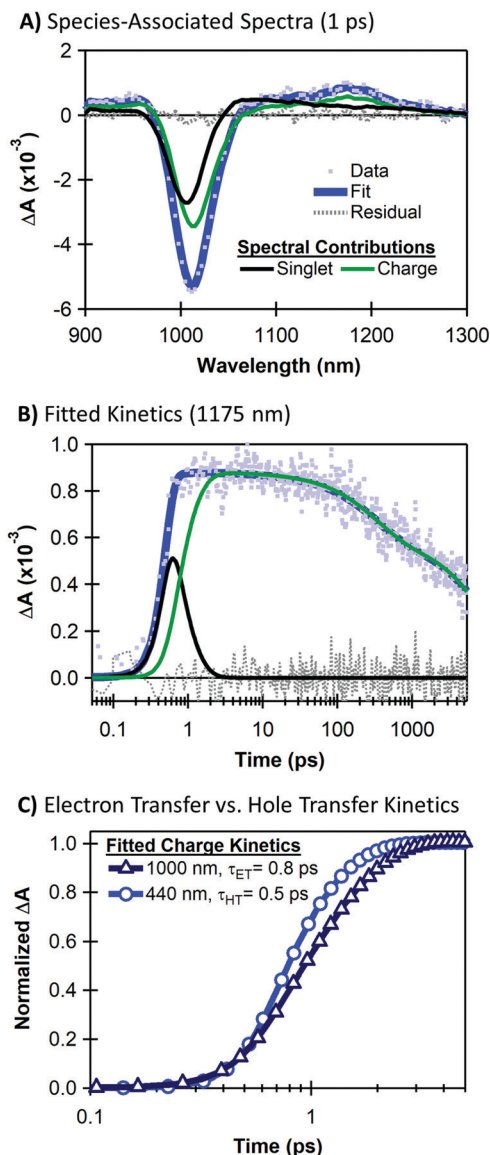 A) Species-Associated Spectra (1 ps)
2
0
-2
-4
-6
ΔA (x10⁻³)
Data
Fit
Residual
Spectral Contributions
Singlet
Charge
900
1000
1100
1200
1300
Wavelength (nm)
B) Fitted Kinetics (1175 nm)
1.0
0.8
0.6
0.4
0.2
0.0
ΔA (x10⁻³)
0.1
1
10
100
1000
Time (ps)
C) Electron Transfer vs. Hole Transfer Kinetics
1.0
0.8
0.6
0.4
0.2
0.0
Normalized ΔA
Fitted Charge Kinetics
1000 nm, τET= 0.8 ps
440 nm, τHT= 0.5 ps
0.1
1
Time (ps)